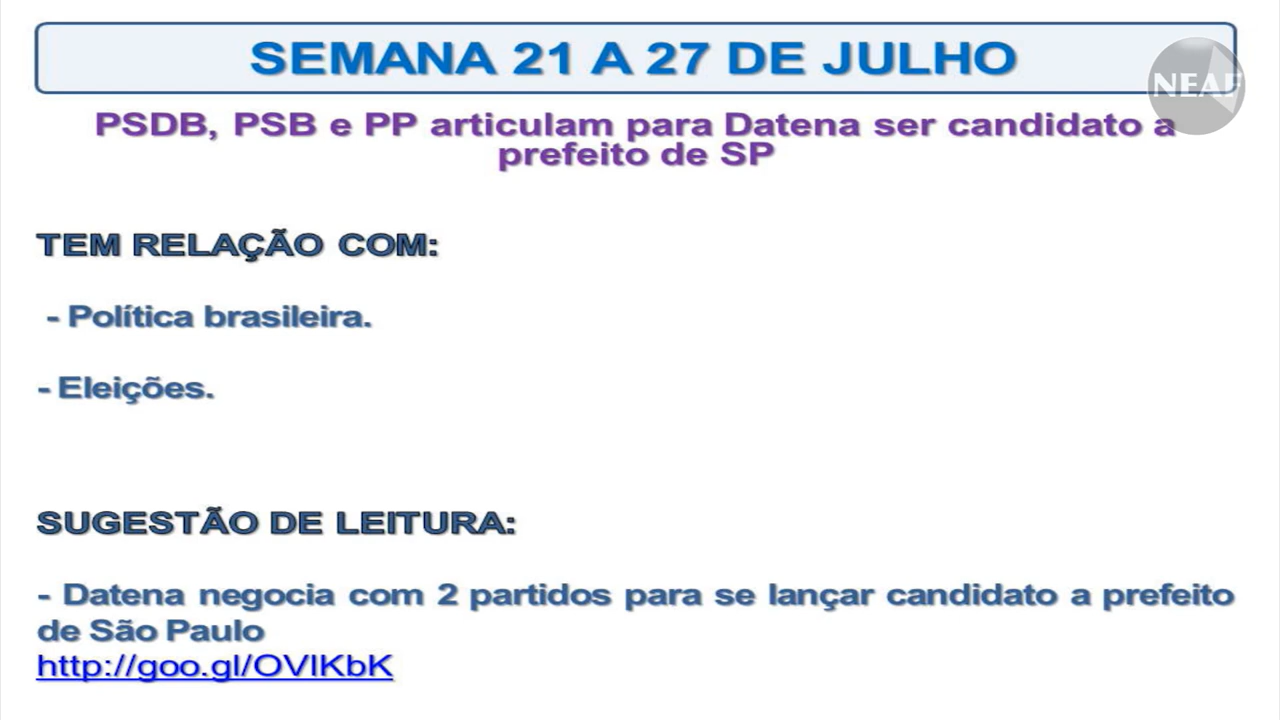 SEMANA 21 A 27 DE JULHO
NEAF
PSDB, PSB e PP articulam para Datena ser candidato a
prefeito de SP
TEM RELAÇÃO COM:
- Política brasileira.
- Eleições.
SUGESTÃO DE LEITURA:
- Datena negocia com 2 partidos para se lançar candidato a prefeito
de São Paulo
http://goo.gl/OVlKbK